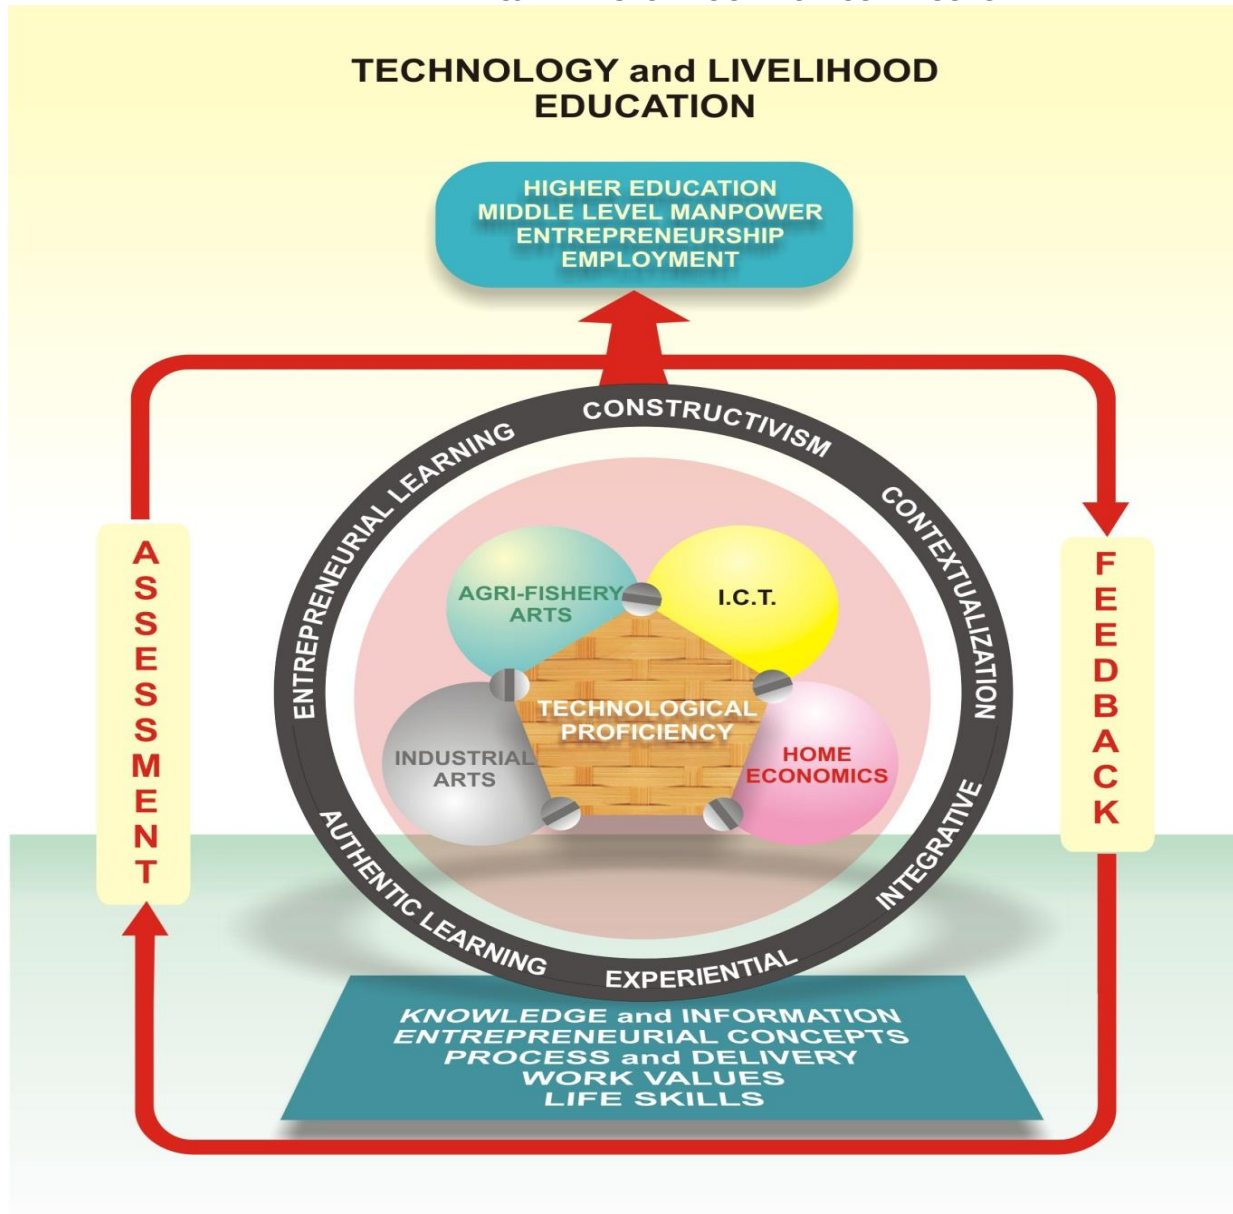 TECHNOLOGY and LIVELIHOOD
EDUCATION
HIGHER EDUCATION
MIDDLE LEVEL MANPOWER
ENTREPRENEURSHIP
EMPLOYMENT
ENTREPRENEURIAL LEARNING
CONSTRUCTIVISM
CONTEXTUALIZATION
INTEGRATIVE
EXPERIENTIAL
AUTHENTIC LEARNING
ASSESSMENT
FEEDBACK
AGRI-FISHERY
ARTS
I.C.T.
TECHNOLOGICAL
PROFICIENCY
INDUSTRIAL
ARTS
HOME
ECONOMICS
KNOWLEDGE and INFORMATION
ENTREPRENEURIAL CONCEPTS
PROCESS and DELIVERY
WORK VALUES
LIFE SKILLS